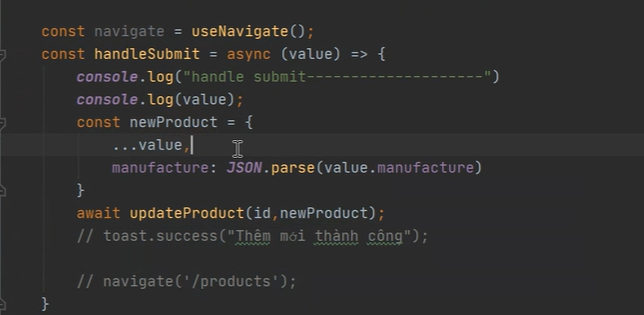 const navigate = useNavigate();
const handleSubmit = async (value) => {
console.log("handle submit--------------------")
console.log(value);
const newProduct = {
...value,
manufacture: JSON.parse(value.manufacture)
}
await updateProduct(id,newProduct);
// toast.success("Thêm mới thành công");
// navigate('/products');
}